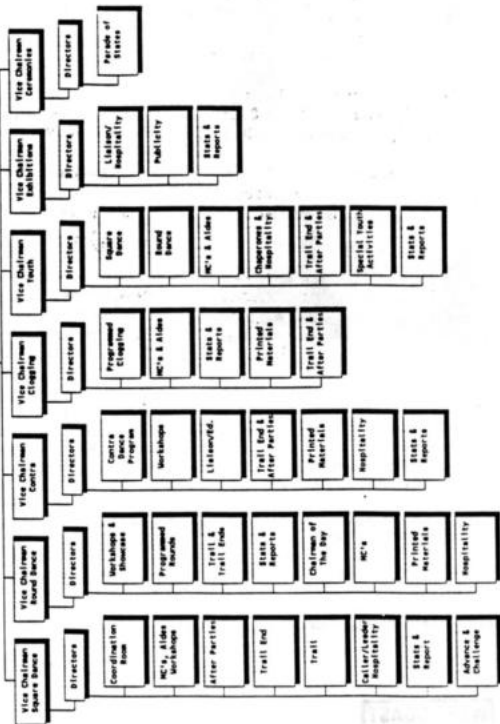 Vice Chairman
Square Dance
Directors
Coordination
Room
MC's, Aides
Workshops
After Parties
Trail End
Trail
Caller/Leader
Hospitality
Stats &
Report
Advance &
Challenge
Vice Chairman
Round Dance
Directors
Workshops &
Showcase
Programmed
Rounds
Trail &
Trail Ends
Stats &
Reports
Chairman of
The Day
MC's
Printed
Materials
Hospitality
Vice Chairman
Contra
Directors
Contra
Dance
Program
Workshops
Liaison/Ed.
Trail End &
After Parties
Printed
Materials
Hospitality
Stats &
Reports
Vice Chairman
Clogging
Directors
Programmed
Clogging
MC's & Aides
Stats &
Reports
Printed
Materials
Trail End &
After Parties
Vice Chairman
Youth
Directors
Square
Dance
Round
Dance
MC's & Aides
Chaperones &
Hospitality
Trail End &
After Parties
Special Youth
Activities
Stats &
Reports
Vice Chairman
Exhibitions
Directors
Liaison/
Hospitality
Publicity
Stats &
Reports
Vice Chairman
Ceremonies
Directors
Parade of
States